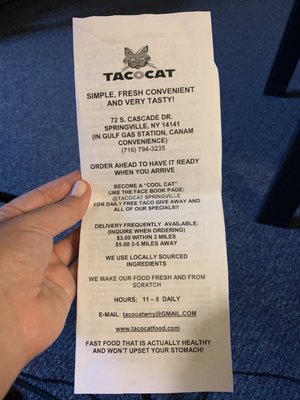 TACOCAT
SIMPLE, FRESH CONVENIENT
AND VERY TASTY!
72 S. CASCADE DR.
SPRINGVILLE, NY 14141
(IN GULF GAS STATION, CANAM
CONVENIENCE)
(716) 794-3235
ORDER AHEAD TO HAVE IT READY
WHEN YOU ARRIVE
BECOME A "COOL CAT"
LIKE THE FACE BOOK PAGE:
@TACOCAT SPRINGVILLE
FOR DAILY FREE TACO GIVE AWAY AND
ALL OF OUR SPECIALS!!
DELIVERY FREQUENTLY AVAILABLE:
(INQUIRE WHEN ORDERING)
$3.00 WITHIN 3 MILES
$5.00 3-5 MILES AWAY
WE USE LOCALLY SOURCED
INGREDIENTS
WE MAKE OUR FOOD FRESH AND FROM
SCRATCH
HOURS: 11 – 8 DAILY
E-MAIL: tacocatwny@GMAIL.COM
www.tacocatfood.com
FAST FOOD THAT IS ACTUALLY HEALTHY
AND WON'T UPSET YOUR STOMACH!